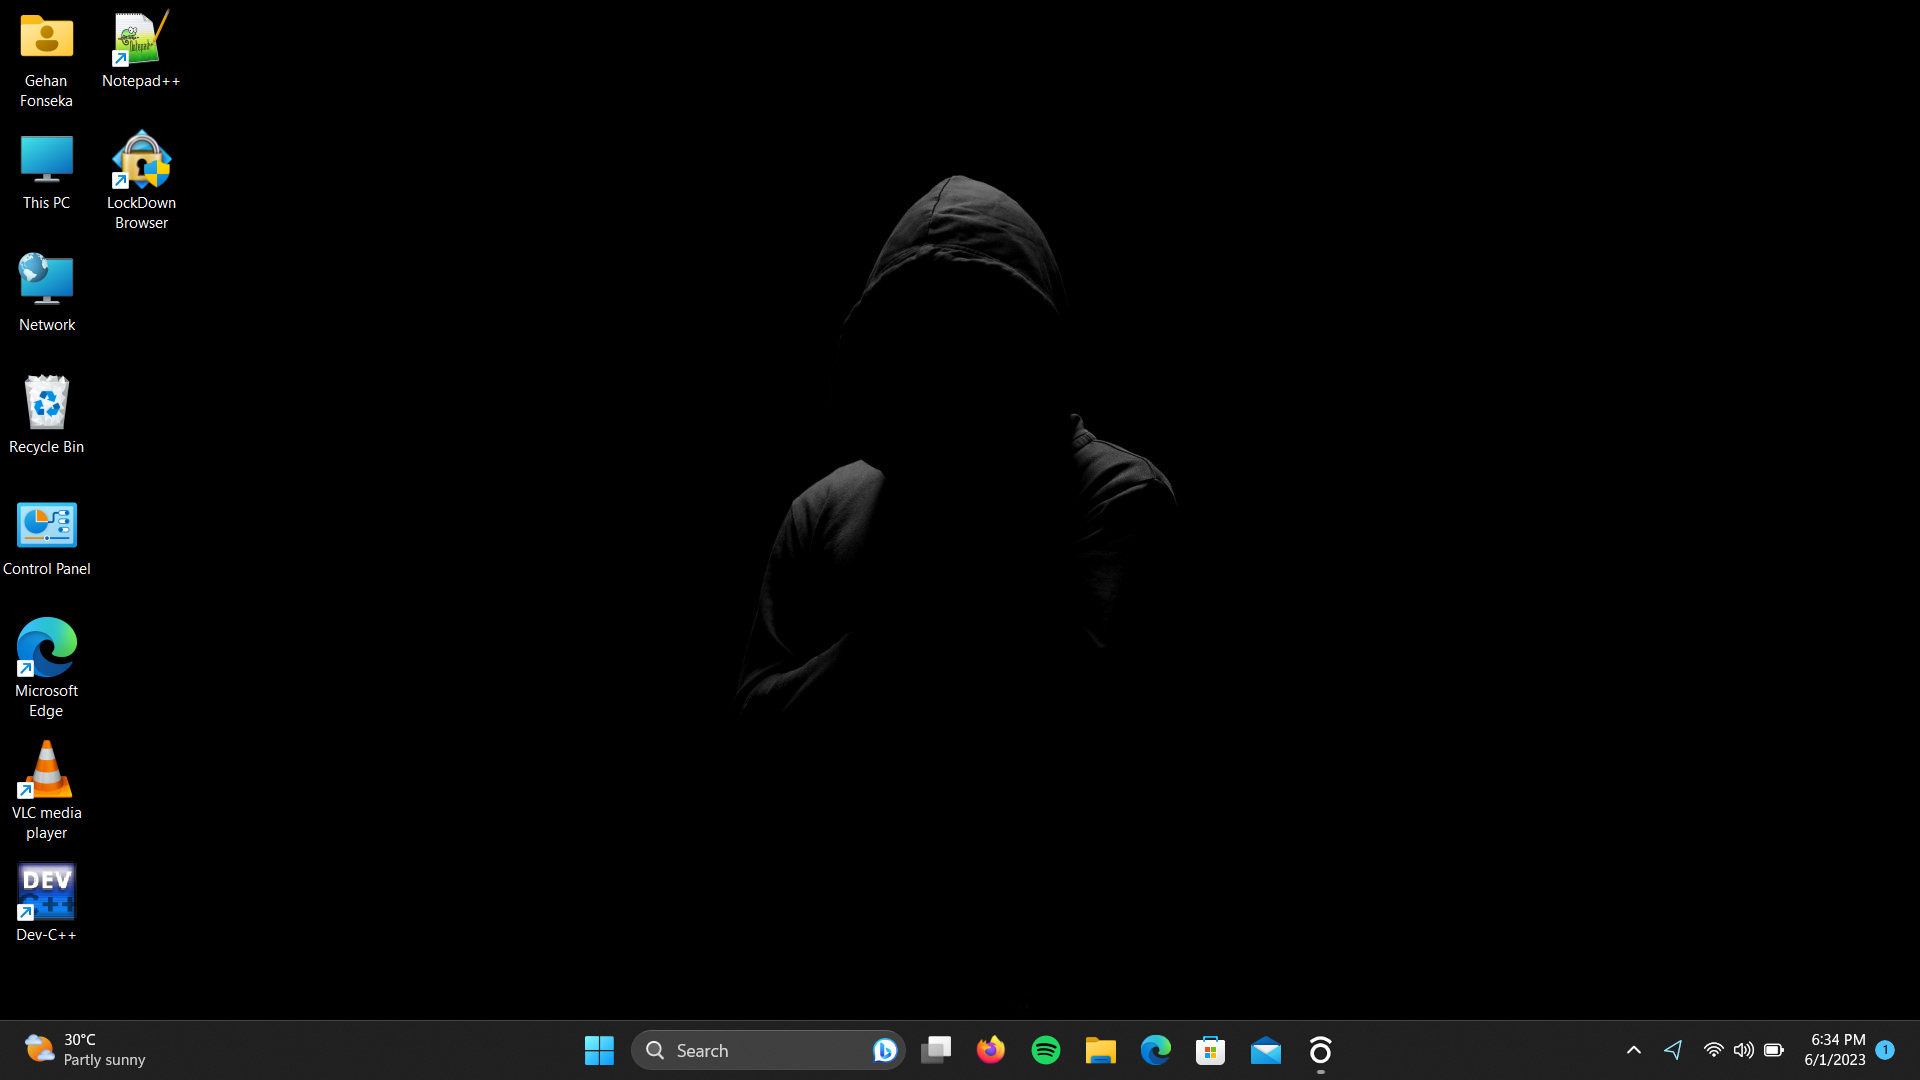 Gehan
Fonseka
Notepad++
This PC
LockDown
Browser
Network
Recycle Bin
Control Panel
Microsoft
Edge
VLC media
player
DEV
C++
Dev-C++
30°C
Partly sunny
Search
6:34 PM
6/1/2023
1